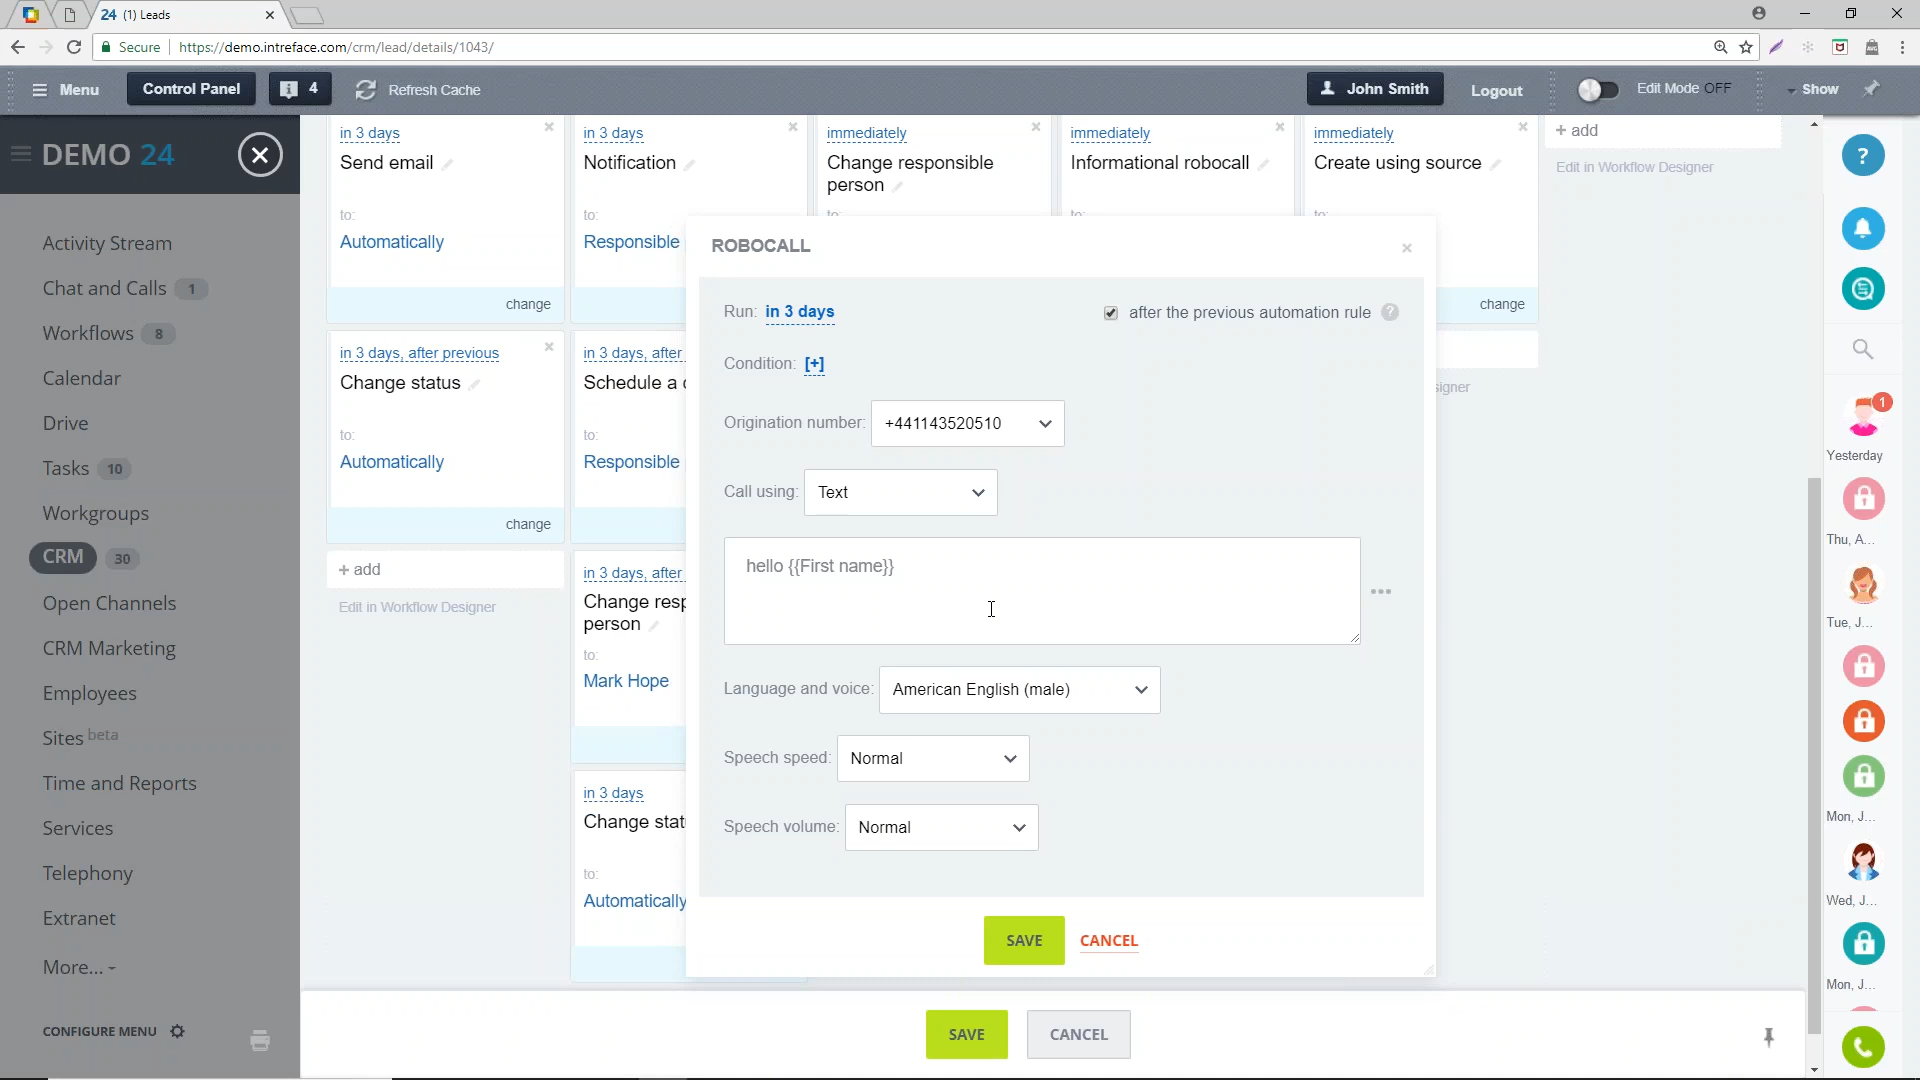 24 (1) Leads
Secure https://demo.intreface.com/crm/lead/details/1043/
Menu
Control Panel
4
Refresh Cache
John Smith
Logout
Edit Mode OFF
Show
DEMO 24
Activity Stream
Chat and Calls 1
Workflows 8
Calendar
Drive
Tasks 10
Workgroups
CRM 30
Open Channels
CRM Marketing
Employees
Sites beta
Time and Reports
Services
Telephony
Extranet
More...
CONFIGURE MENU
in 3 days
Send email
to:
Automatically
change
in 3 days, after previous
Change status
to:
Automatically
change
+ add
Edit in Workflow Designer
in 3 days
Notification
to:
Responsible
in 3 days, after
Schedule a
to:
Responsible
in 3 days, after
Change resp
person
to:
Mark Hope
in 3 days
Change stat
to:
Automatically
immediately
Change responsible
person
to:
immediately
Informational robocall
to:
immediately
Create using source
to:
change
signer
+ add
Edit in Workflow Designer
ROBOCALL
Run: in 3 days
after the previous automation rule ?
Condition: [+]
Origination number: +441143520510
Call using: Text
hello {{First name}}
...
Language and voice: American English (male)
Speech speed: Normal
Speech volume: Normal
SAVE CANCEL
SAVE CANCEL
?
1
Yesterday
Thu, A...
Tue, J...
Mon, J...
Wed, J...
Mon, J...